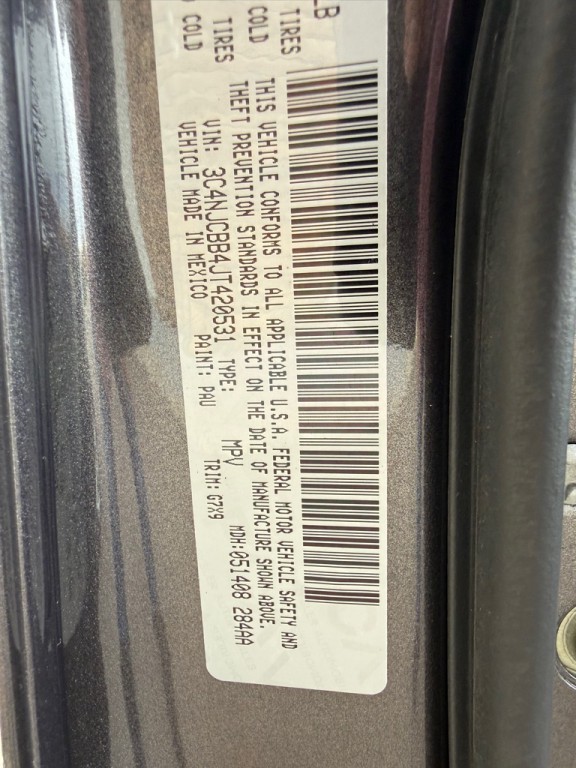 LB
TIRES COLD
TIRES COLD
THIS VEHICLE CONFORMS TO ALL APPLICABLE U.S.A. FEDERAL MOTOR VEHICLE SAFETY AND
THEFT PREVENTION STANDARDS IN EFFECT ON THE DATE OF MANUFACTURE SHOWN ABOVE.
VIN: 3C4NJCBB4JT420531 TYPE: MPV MDH:051408 284AA
VEHICLE MADE IN MEXICO PAINT: PAU TRIM: G7X9